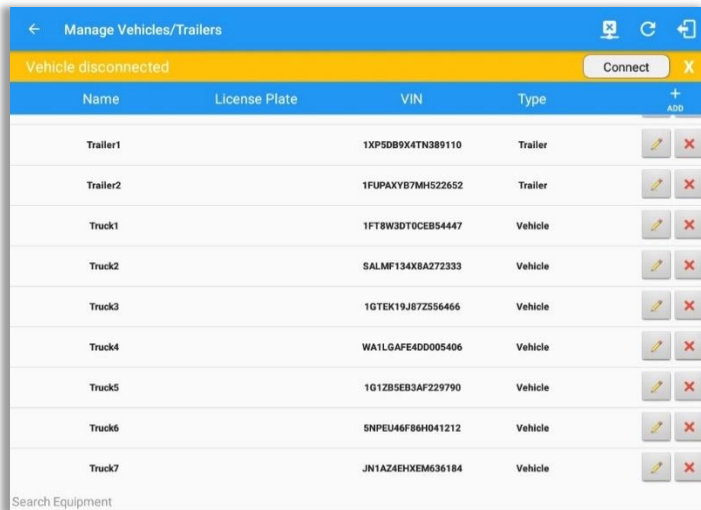 Manage Vehicles/Trailers
Vehicle disconnected Connect X
Name License Plate VIN Type + ADD
Trailer1 1XP5DB9X4TN389110 Trailer
Trailer2 1FUPAXYB7MH522652 Trailer
Truck1 1FT8W3DT0CEB54447 Vehicle
Truck2 SALMF134X8A272333 Vehicle
Truck3 1GTEK19J87Z556466 Vehicle
Truck4 WA1LGAFE4DD005406 Vehicle
Truck5 1G1ZB5EB3AF229790 Vehicle
Truck6 5NPEU46F86H041212 Vehicle
Truck7 JN1AZ4EHXEM636184 Vehicle
Search Equipment